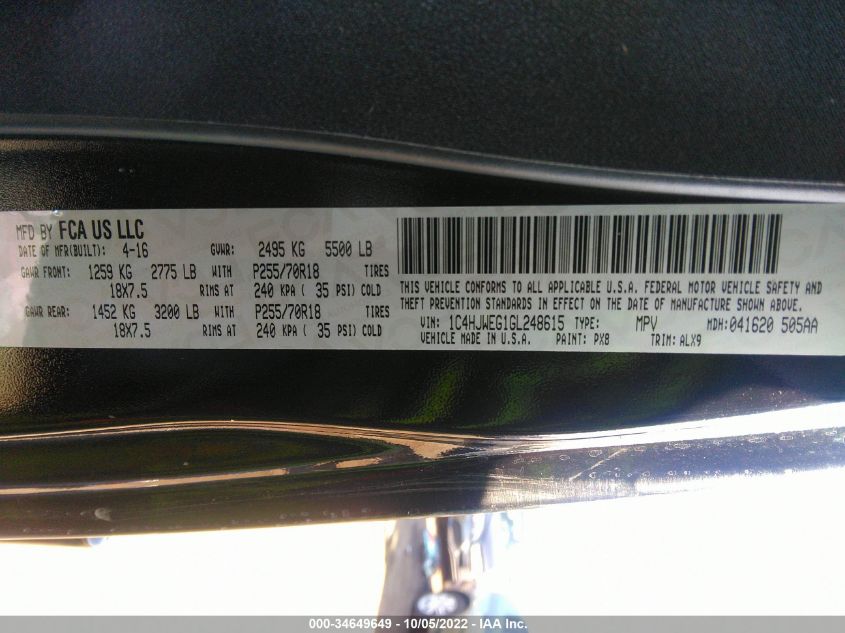 MFD BY FCA US LLC
DATE OF MFR(BUILT): 4-16 GVWR: 2495 KG 5500 LB
GAWR FRONT: 1259 KG 2775 LB WITH P255/70R18 TIRES
18X7.5 RIMS AT 240 KPA ( 35 PSI) COLD
GAWR REAR: 1452 KG 3200 LB WITH P255/70R18 TIRES
18X7.5 RIMS AT 240 KPA ( 35 PSI) COLD
THIS VEHICLE CONFORMS TO ALL APPLICABLE U.S.A. FEDERAL MOTOR VEHICLE SAFETY AND
THEFT PREVENTION STANDARDS IN EFFECT ON THE DATE OF MANUFACTURE SHOWN ABOVE.
VIN: 1C4HJWEG1GL248615 TYPE: MPV MDH: 041620 505AA
VEHICLE MADE IN U.S.A. PAINT: PX8 TRIM: ALX9
000-34649649 - 10/05/2022 - IAA Inc.